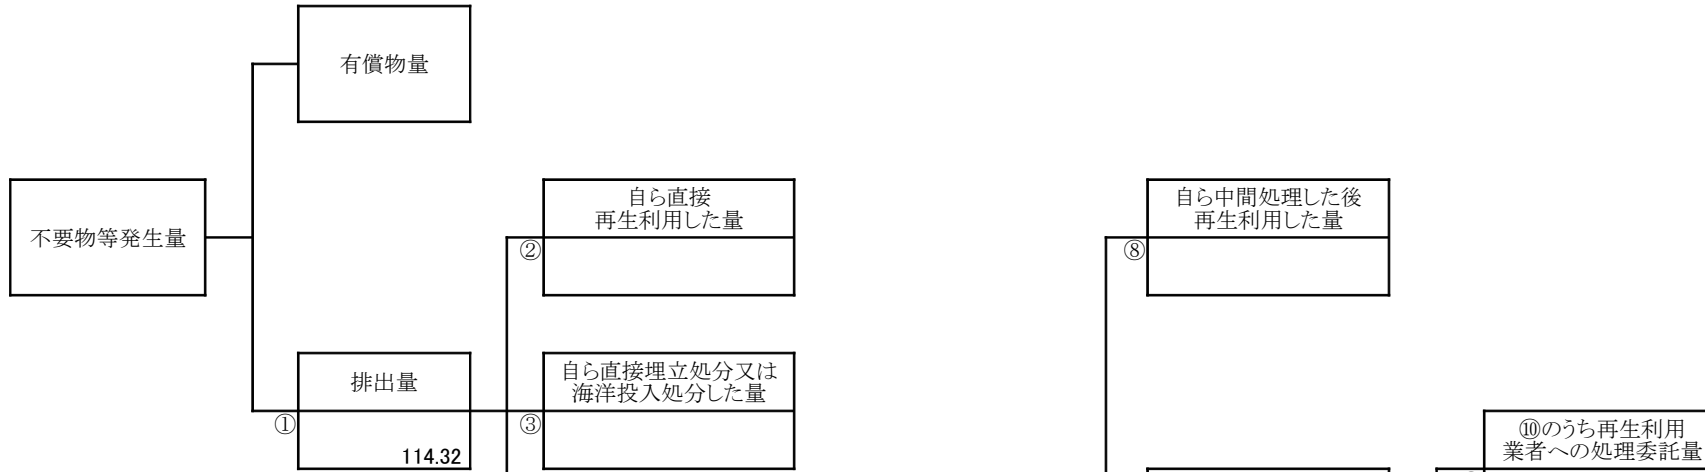 有償物量
不要物等発生量
自ら直接
再生利用した量
②
自ら中間処理した後
再生利用した量
⑧
排出量
①
114.32
自ら直接埋立処分又は
海洋投入処分した量
③
⑩のうち再生利用
業者への処理委託量